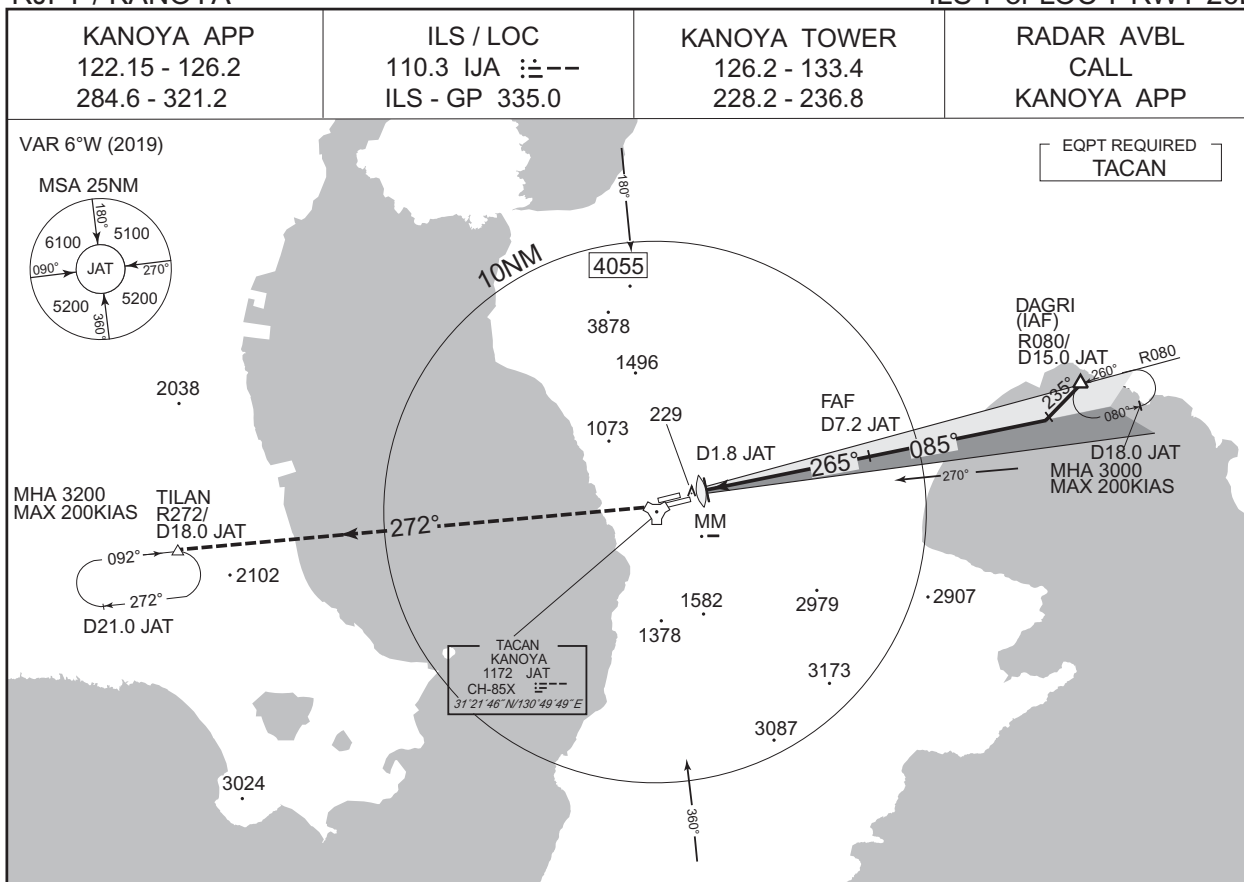 KANOYA APP
122.15 - 126.2
284.6 - 321.2
ILS / LOC
110.3 IJA
ILS - GP 335.0
KANOYA TOWER
126.2 - 133.4
228.2 - 236.8
RADAR AVBL
CALL
KANOYA APP
VAR 6°W (2019)
EQPT REQUIRED
TACAN
MSA 25NM
180°
6100
5100
090°
JAT
270°
5200
5200
360°
180°
10NM
4055
3878
1496
2038
229
1073
DAGRI
(IAF)
R080/
D15.0 JAT
R080
260°
235°
080°
FAF
D7.2 JAT
D1.8 JAT
265°
085°
D18.0 JAT
270°
MHA 3000
MAX 200KIAS
MHA 3200
MAX 200KIAS
TILAN
R272/
D18.0 JAT
272°
MM
092°
2102
272°
D21.0 JAT
1582
2979
2907
1378
TACAN
KANOYA
1172 JAT
CH-85X
31°21´46˝N/130°49´49˝E
3173
3087
3024
360°